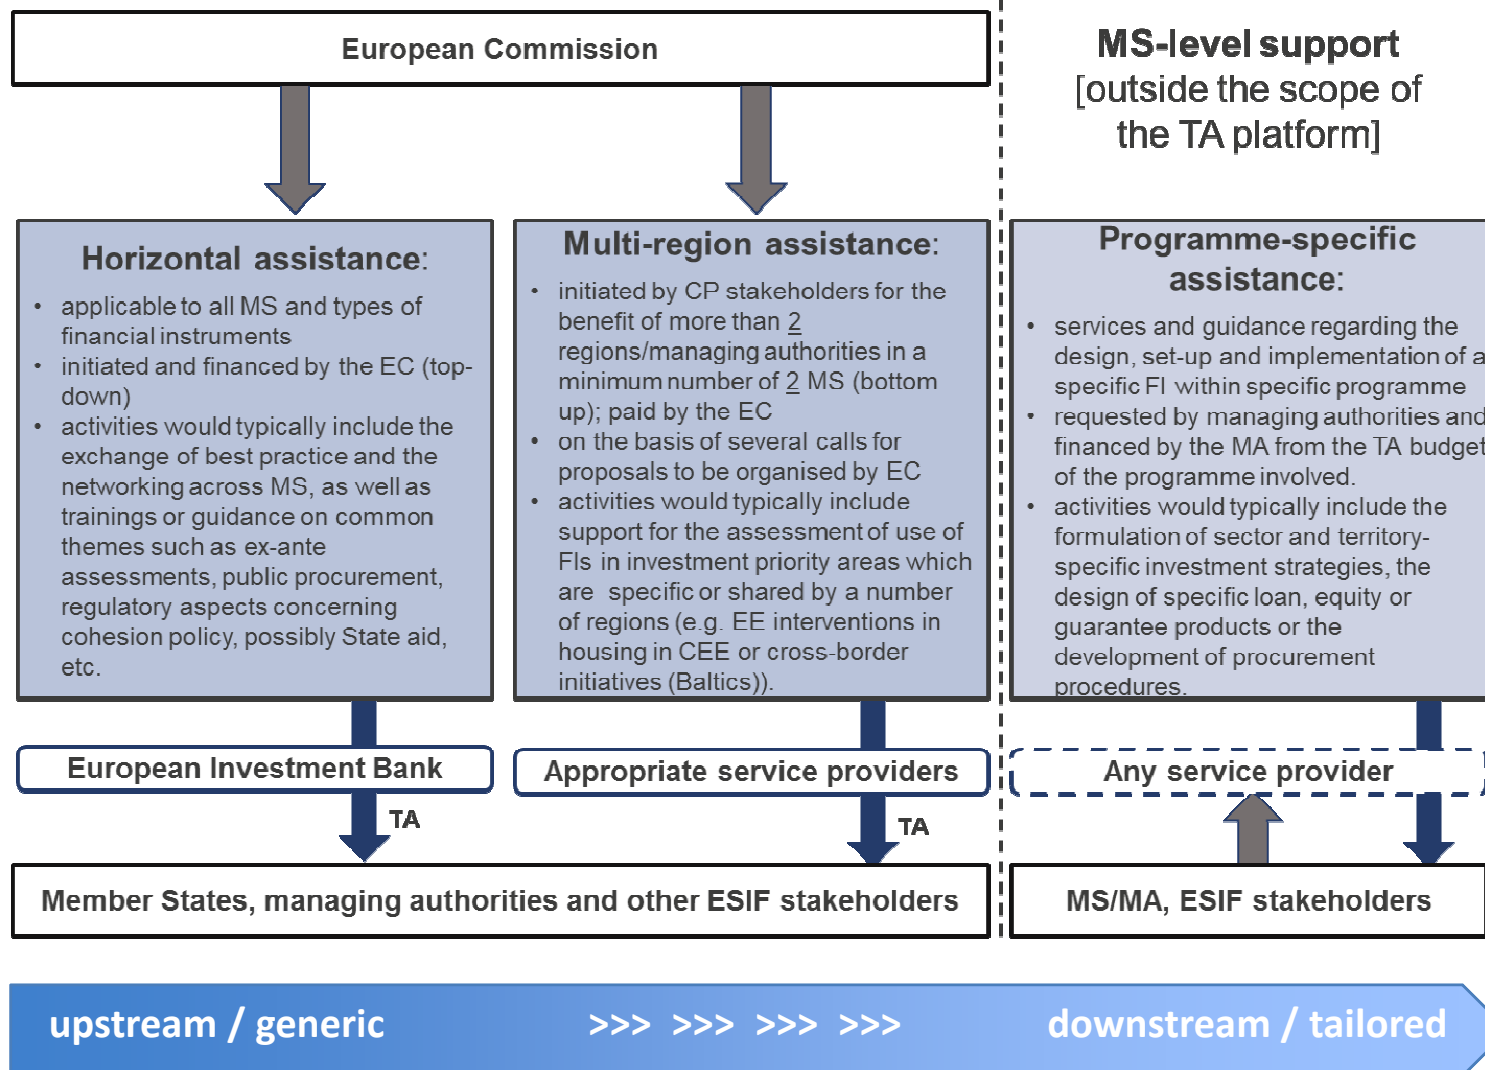 European Commission
MS-level support
[outside the scope of
the TA platform]
Horizontal assistance:
• applicable to all MS and types of
financial instruments
• initiated and financed by the EC (top-
down)
• activities would typically include the
exchange of best practice and the
networking across MS, as well as
trainings or guidance on common
themes such as ex-ante
assessments, public procurement,
regulatory aspects concerning
cohesion policy, possibly State aid,
etc.
Multi-region assistance:
• initiated by CP stakeholders for the
benefit of more than 2
regions/managing authorities in a
minimum number of 2 MS (bottom
up); paid by the EC
• on the basis of several calls for
proposals to be organised by EC
• activities would typically include
support for the assessment of use of
FIs in investment priority areas which
are specific or shared by a number
of regions (e.g. EE interventions in
housing in CEE or cross-border
initiatives (Baltics)).
Programme-specific
assistance:
• services and guidance regarding the
design, set-up and implementation of a
specific FI within specific programme
• requested by managing authorities and
financed by the MA from the TA budget
of the programme involved.
• activities would typically include the
formulation of sector and territory-
specific investment strategies, the
design of specific loan, equity or
guarantee products or the
development of procurement
procedures.
European Investment Bank
Appropriate service providers
Any service provider
TA
TA
Member States, managing authorities and other ESIF stakeholders
MS/MA, ESIF stakeholders
upstream / generic >>> >>> >>> >>> downstream / tailored